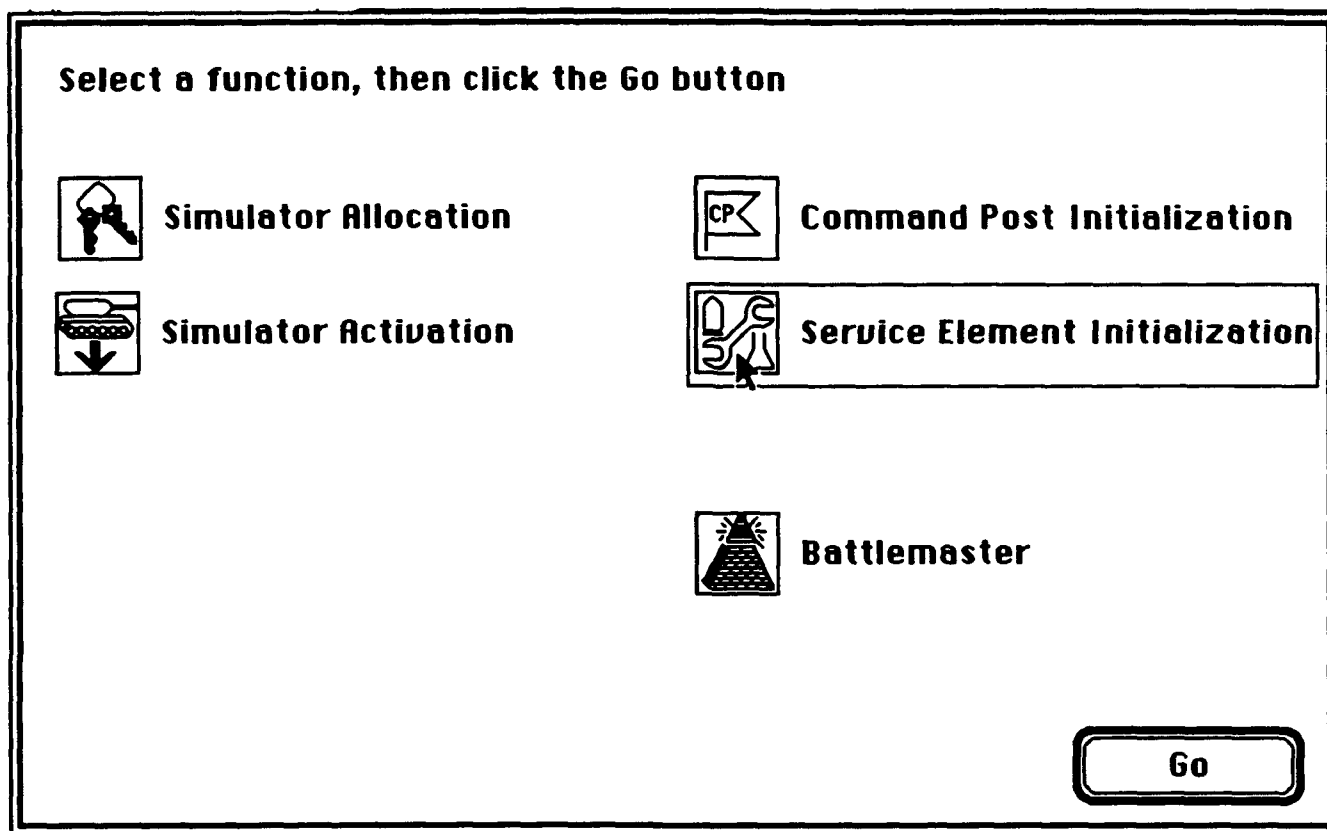 Select a function, then click the Go button
Simulator Allocation
CP
Command Post Initialization
Simulator Activation
Service Element Initialization
Battlemaster
Go